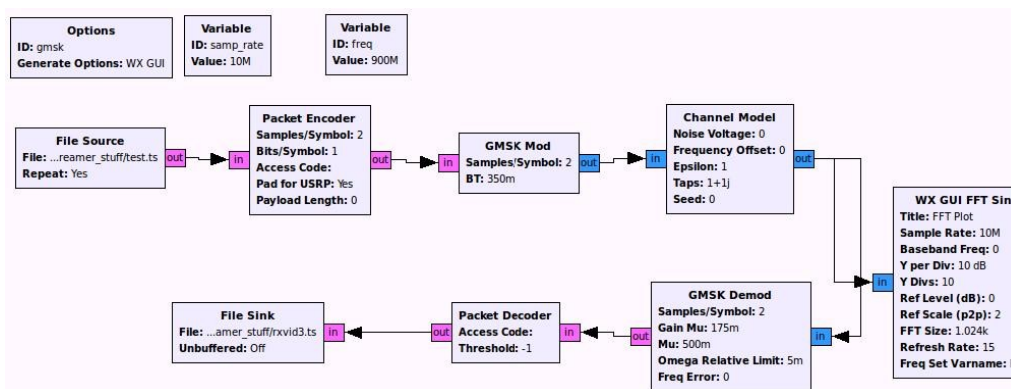 Options
ID: gmsk
Generate Options: WX GUI
Variable
ID: samp_rate
Value: 10M
Variable
ID: freq
Value: 900M
File Source
File: ...reamer_stuff/test.ts
Repeat: Yes
out
in
Packet Encoder
Samples/Symbol: 2
Bits/Symbol: 1
Access Code:
Pad for USRP: Yes
Payload Length: 0
out
in
GMSK Mod
Samples/Symbol: 2
BT: 350m
out
in
Channel Model
Noise Voltage: 0
Frequency Offset: 0
Epsilon: 1
Taps: 1+1j
Seed: 0
out
in
WX GUI FFT Sin
Title: FFT Plot
Sample Rate: 10M
Baseband Freq: 0
Y per Div: 10 dB
Y Divs: 10
Ref Level (dB): 0
Ref Scale (p2p): 2
FFT Size: 1.024k
Refresh Rate: 15
Freq Set Varname:
File Sink
File: ...amer_stuff/rxvid3.ts
Unbuffered: Off
in
out
Packet Decoder
Access Code:
Threshold: -1
in
out
GMSK Demod
Samples/Symbol: 2
Gain Mu: 175m
Mu: 500m
Omega Relative Limit: 5m
Freq Error: 0
in